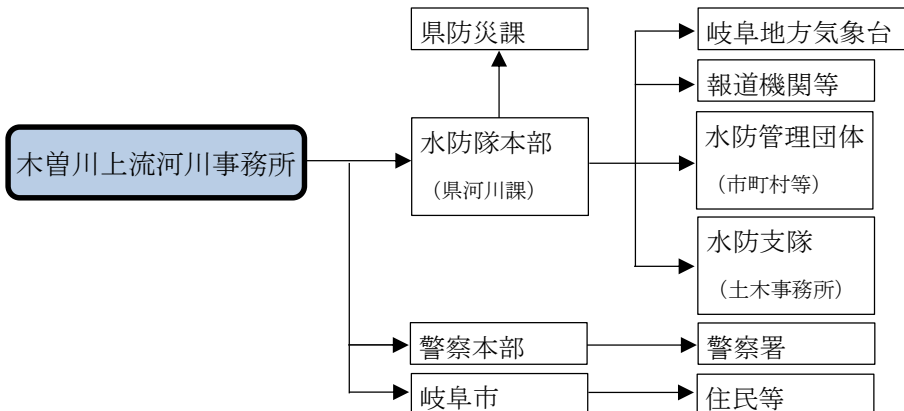 県防災課
岐阜地方気象台
報道機関等
木曽川上流河川事務所
水防隊本部
（県河川課）
水防管理団体
（市町村等）
水防支隊
（土木事務所）
警察本部
警察署
岐阜市
住民等